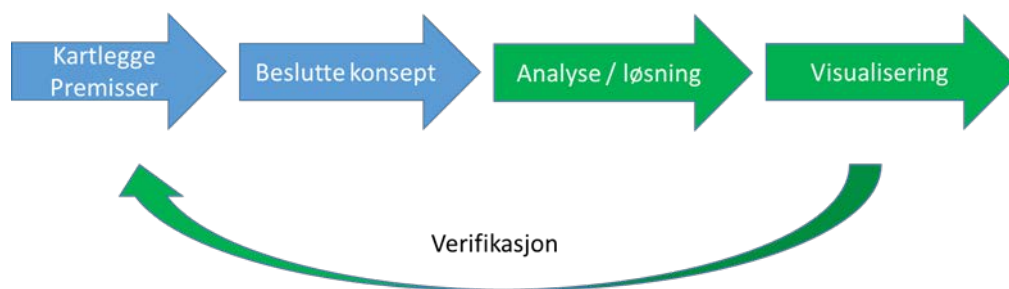 Kartlegge
Premisser
Beslutte konsept
Analyse / løsning
Visualisering
Verifikasjon